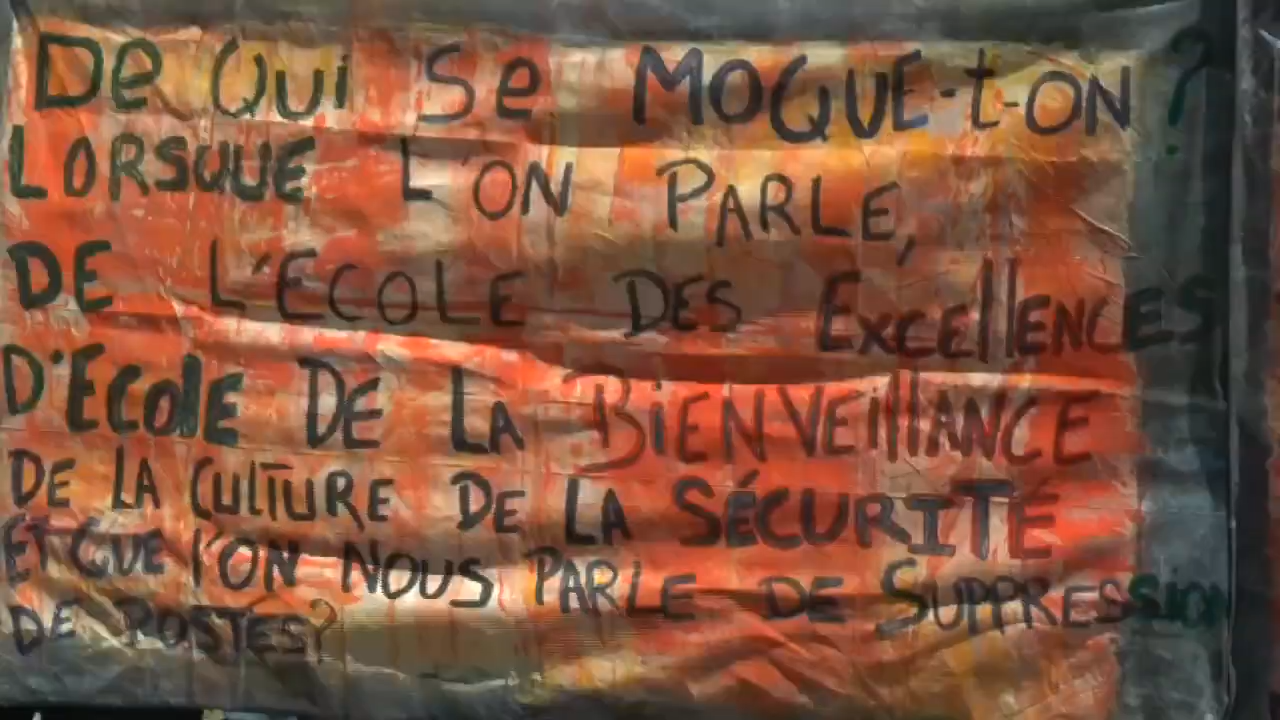 De Qui Se MOQUE-t-ON ?
LORSQUE L'ON PARLE,
DE L'ECOLE DES ExcellENCES
D'EcolE DE LA BiENVEillANCE
DE LA CULTURE DE LA SÉCURITÉ
ET QUE l'ON NOUS PARLE DE SUPPRESSION
DE POSTES?